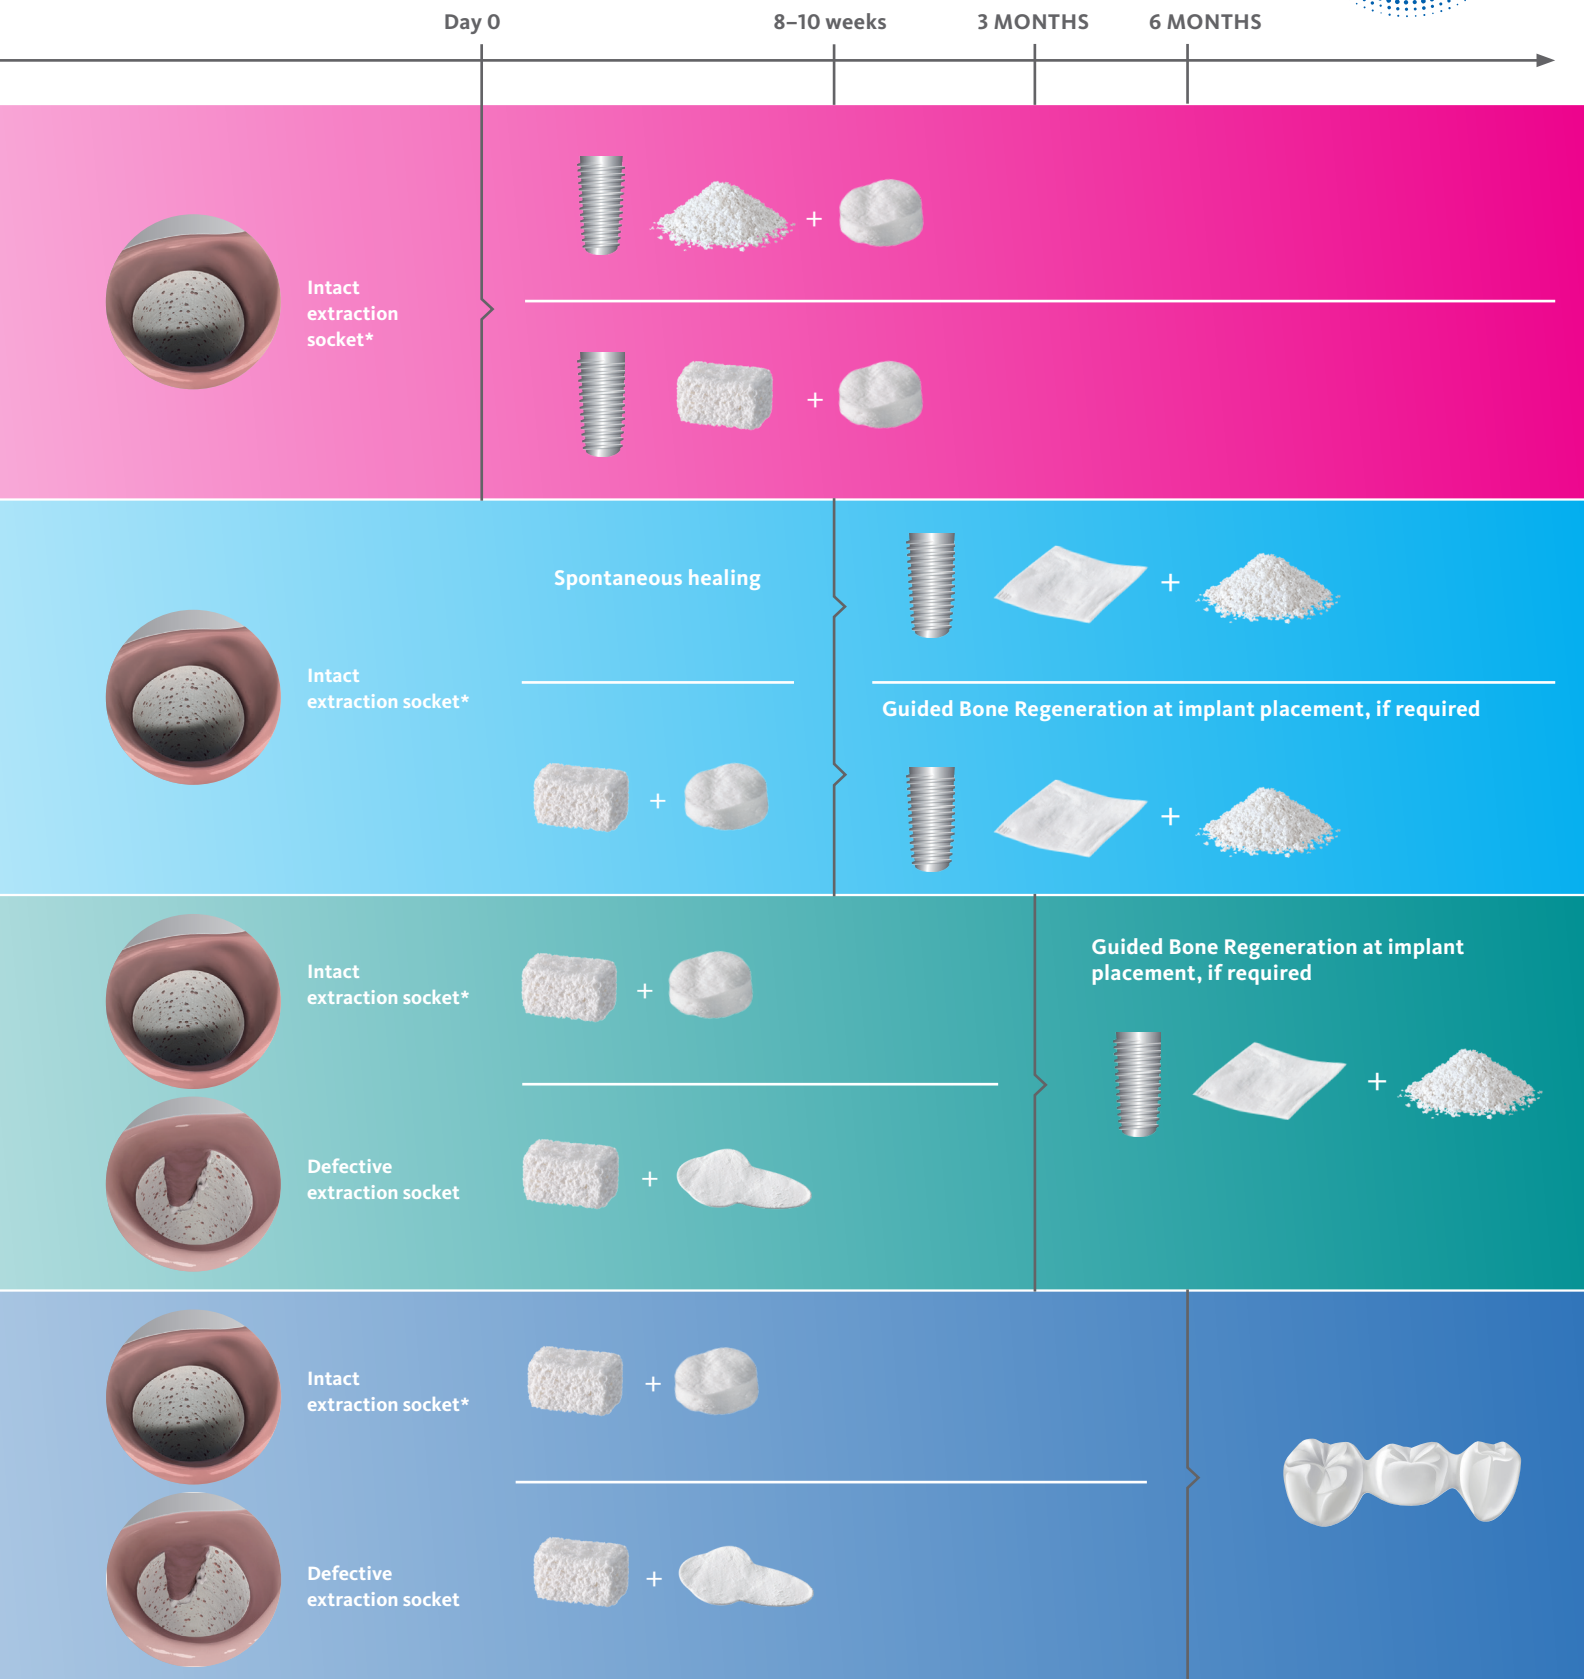 Day 0
8–10 weeks
3 MONTHS
6 MONTHS
Intact
extraction
socket*
+
+
Spontaneous healing
+
Intact
extraction socket*
Guided Bone Regeneration at implant placement, if required
+
+
Intact
extraction socket*
+
Guided Bone Regeneration at implant
placement, if required
+
Defective
extraction socket
+
Intact
extraction socket*
+
Defective
extraction socket
+